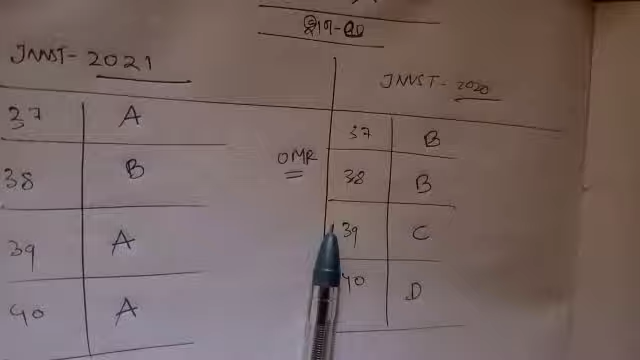 JNVST- 2021
37 A
38 B
39 A
40 A
JNVST- 2020
OMR
37 B
38 B
39 C
40 D